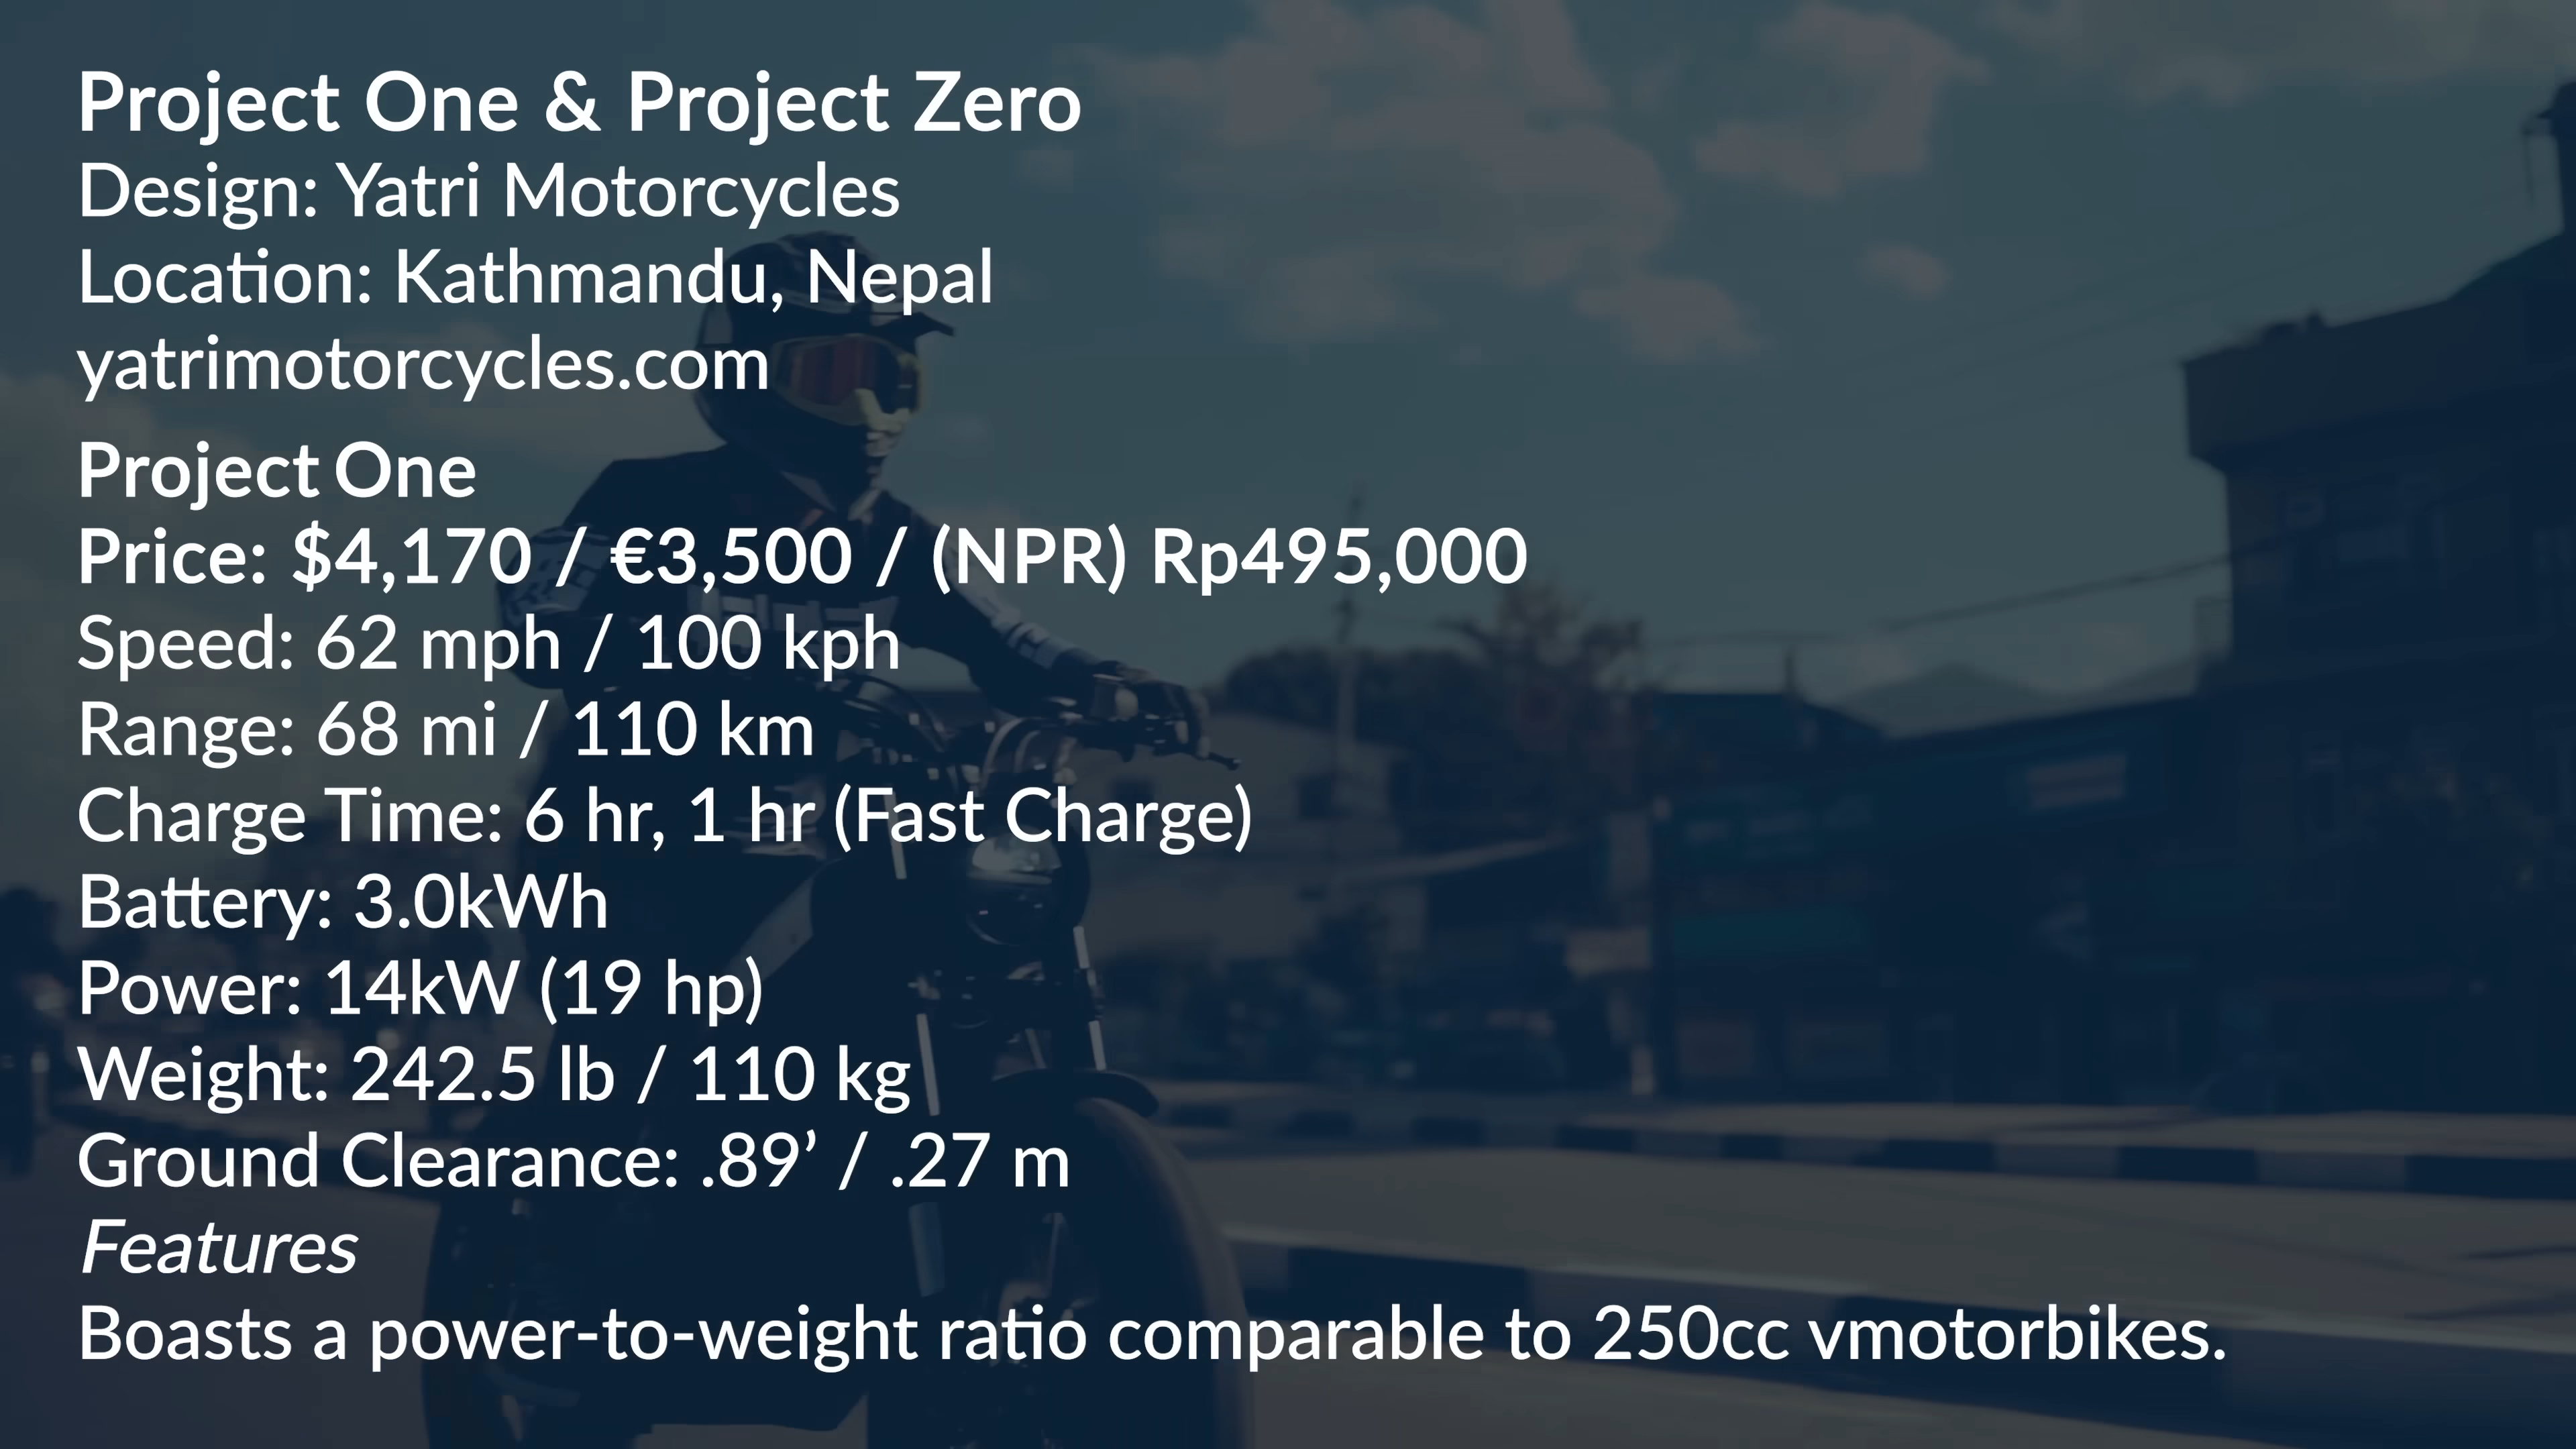 Project One & Project Zero
Design: Yatri Motorcycles
Location: Kathmandu, Nepal
yatrimotorcycles.com
Project One
Price: $4,170 / €3,500 / (NPR) Rp495,000
Speed: 62 mph / 100 kph
Range: 68 mi / 110 km
Charge Time: 6 hr, 1 hr (Fast Charge)
Battery: 3.0kWh
Power: 14kW (19 hp)
Weight: 242.5 lb / 110 kg
Ground Clearance: .89’ / .27 m
Features
Boasts a power-to-weight ratio comparable to 250cc vmotorbikes.